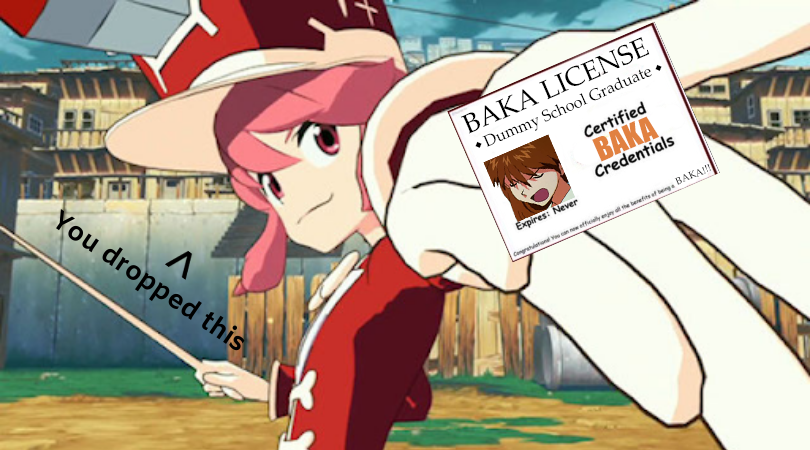 You dropped this
^
BAKA LICENSE
⬥Dummy School Graduate⬥
Certified
BAKA
Credentials
Expires: Never
Congratulations! You can now officially enjoy all the benefits of being a BAKA!!!